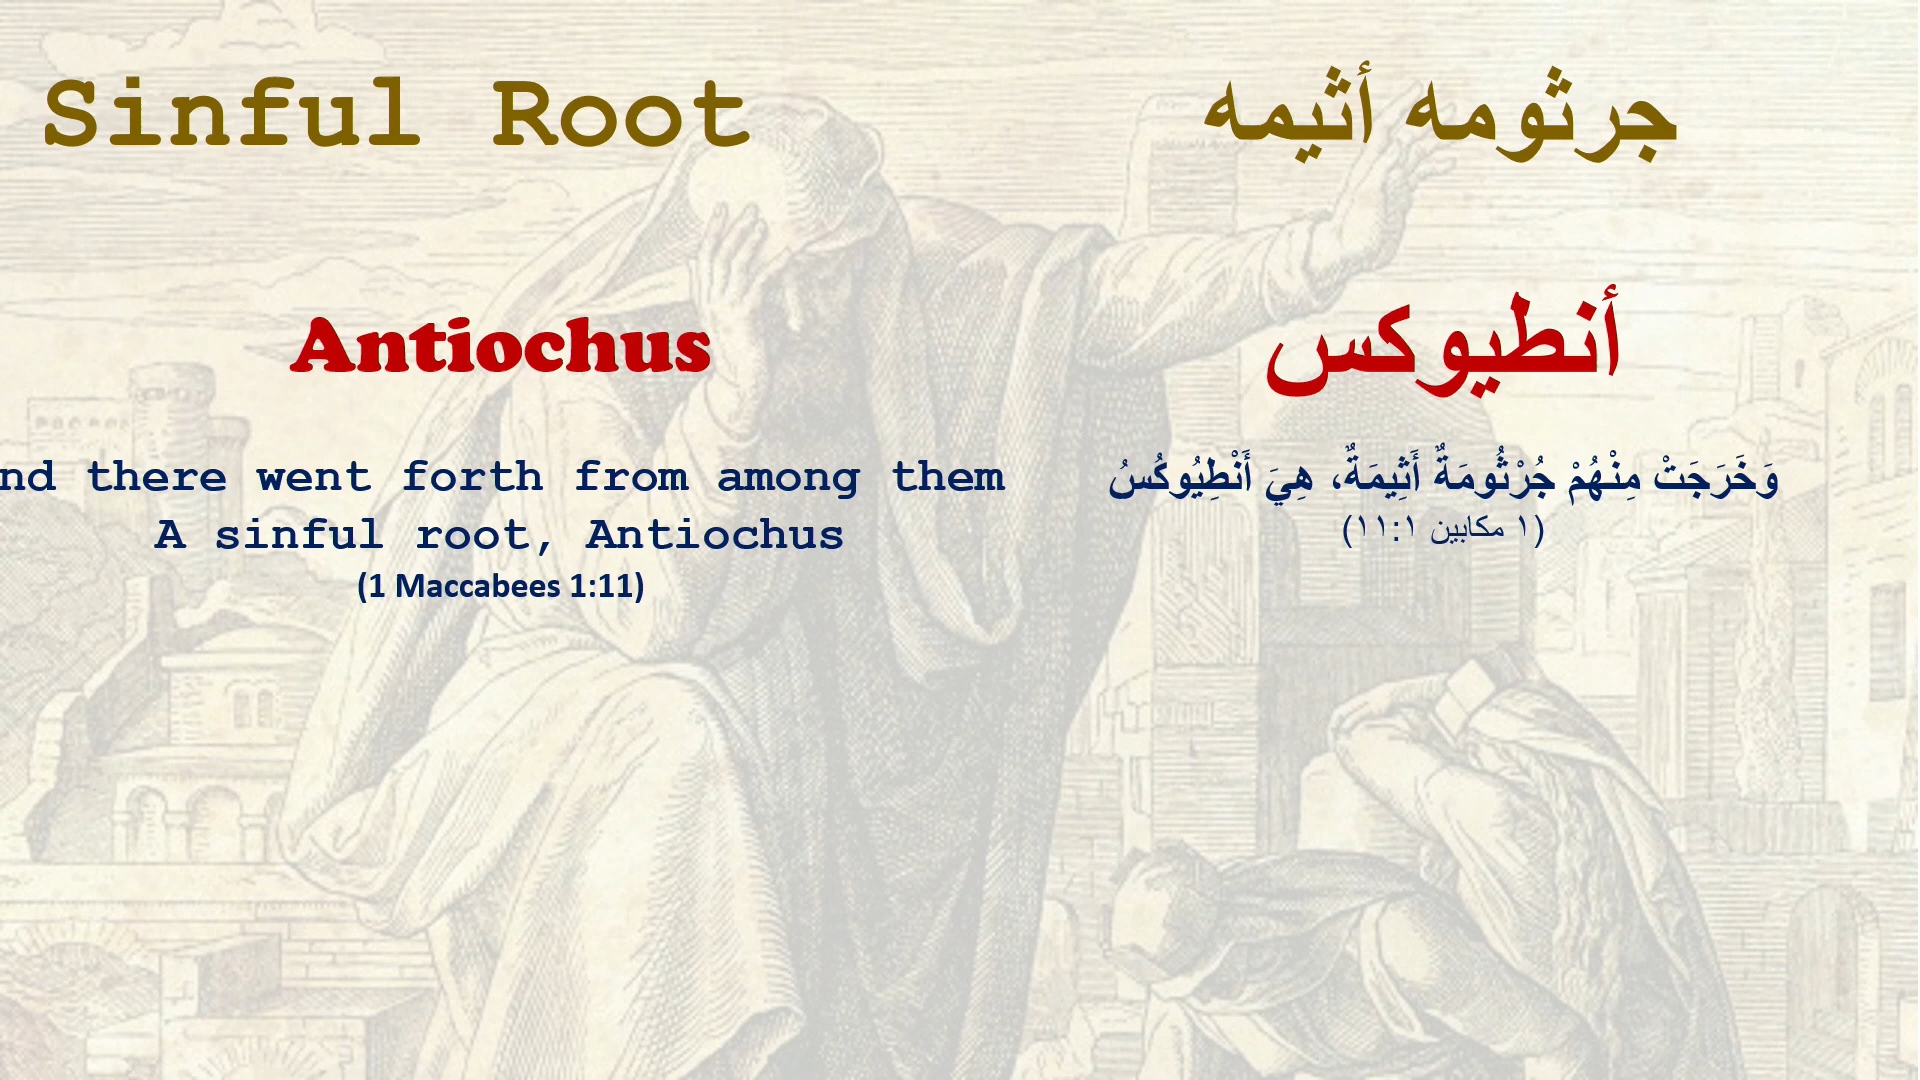 Sinful Root
جرثومه أثيمه
Antiochus
أنطيوكس
nd there went forth from among them
A sinful root, Antiochus
(1 Maccabees 1:11)
وَخَرَجَتْ مِنْهُمْ جُرْثُومَةٌ أَثِيمَةٌ، هِيَ أَنْطِيُوكُسُ
(١ مكابين ١١:١)